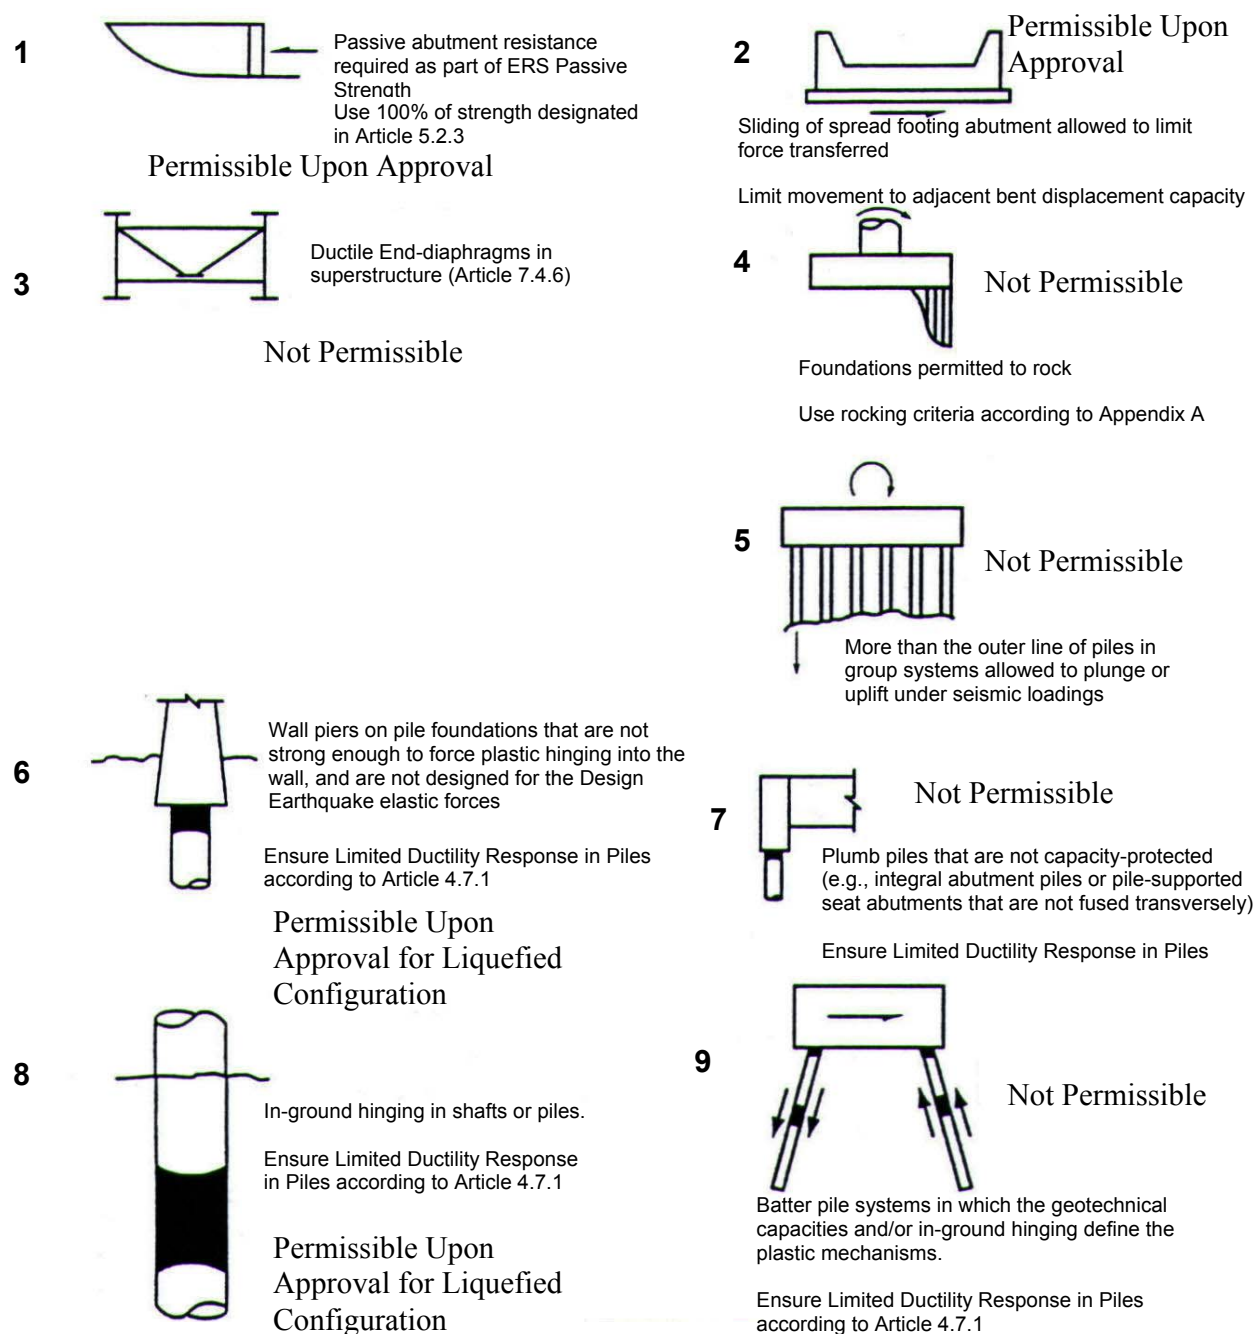 1
Passive abutment resistance
required as part of ERS Passive
Strength
Use 100% of strength designated
in Article 5.2.3
Permissible Upon Approval
2
Permissible Upon
Approval
Sliding of spread footing abutment allowed to limit
force transferred
Limit movement to adjacent bent displacement capacity
3
Ductile End-diaphragms in
superstructure (Article 7.4.6)
Not Permissible
4
Not Permissible
Foundations permitted to rock
Use rocking criteria according to Appendix A
5
Not Permissible
More than the outer line of piles in
group systems allowed to plunge or
uplift under seismic loadings
6
Wall piers on pile foundations that are not
strong enough to force plastic hinging into the
wall, and are not designed for the Design
Earthquake elastic forces
Ensure Limited Ductility Response in Piles
according to Article 4.7.1
Permissible Upon
Approval for Liquefied
Configuration
7
Not Permissible
Plumb piles that are not capacity-protected
(e.g., integral abutment piles or pile-supported
seat abutments that are not fused transversely)
Ensure Limited Ductility Response in Piles
8
In-ground hinging in shafts or piles.
Ensure Limited Ductility Response
in Piles according to Article 4.7.1
Permissible Upon
Approval for Liquefied
Configuration
9
Not Permissible
Batter pile systems in which the geotechnical
capacities and/or in-ground hinging define the
plastic mechanisms.
Ensure Limited Ductility Response in Piles
according to Article 4.7.1